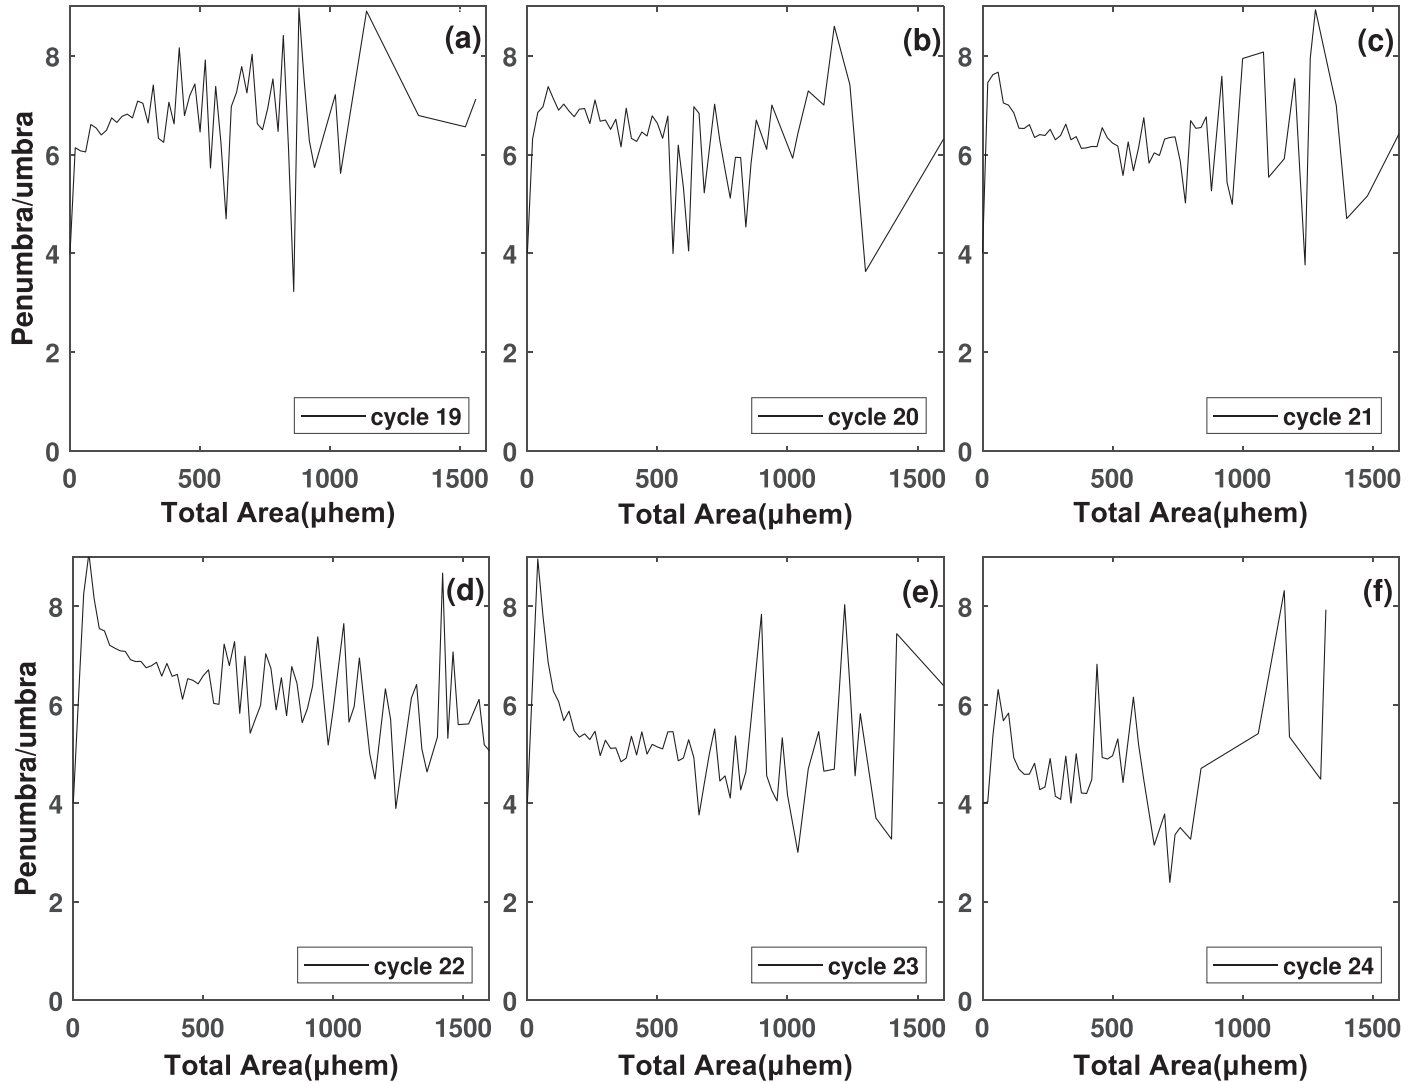 Penumbra/umbra
8
6
4
2
0
(a)
cycle 19
0 500 1000 1500
Total Area(μhem)
8
6
4
2
0
(b)
cycle 20
0 500 1000 1500
Total Area(μhem)
8
6
4
2
0
(c)
cycle 21
0 500 1000 1500
Total Area(μhem)
Penumbra/umbra
8
6
4
2
0
(d)
cycle 22
0 500 1000 1500
Total Area(μhem)
8
6
4
2
0
(e)
cycle 23
0 500 1000 1500
Total Area(μhem)
8
6
4
2
0
(f)
cycle 24
0 500 1000 1500
Total Area(μhem)